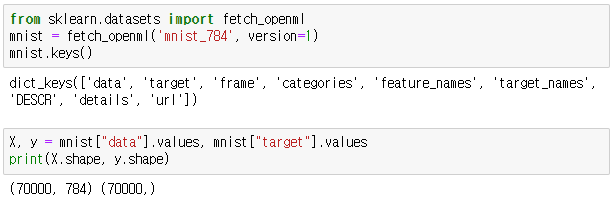 from sklearn.datasets import fetch_openml
mnist = fetch_openml('mnist_784', version=1)
mnist.keys()
dict_keys(['data', 'target', 'frame', 'categories', 'feature_names', 'target_names',
'DESCR', 'details', 'url'])
X, y = mnist["data"].values, mnist["target"].values
print(X.shape, y.shape)
(70000, 784) (70000,)